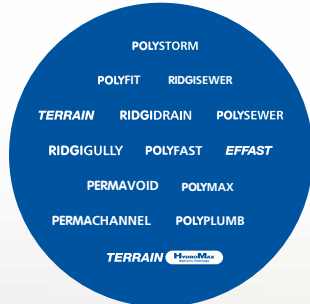 POLYSTORM
POLYFIT RIDGISEWER
TERRAIN RIDGIDRAIN POLYSEWER
RIDGIGULLY POLYFAST EFFAST
PERMAVOID POLYMAX
PERMACHANNEL POLYPLUMB
TERRAIN HYDROMAX